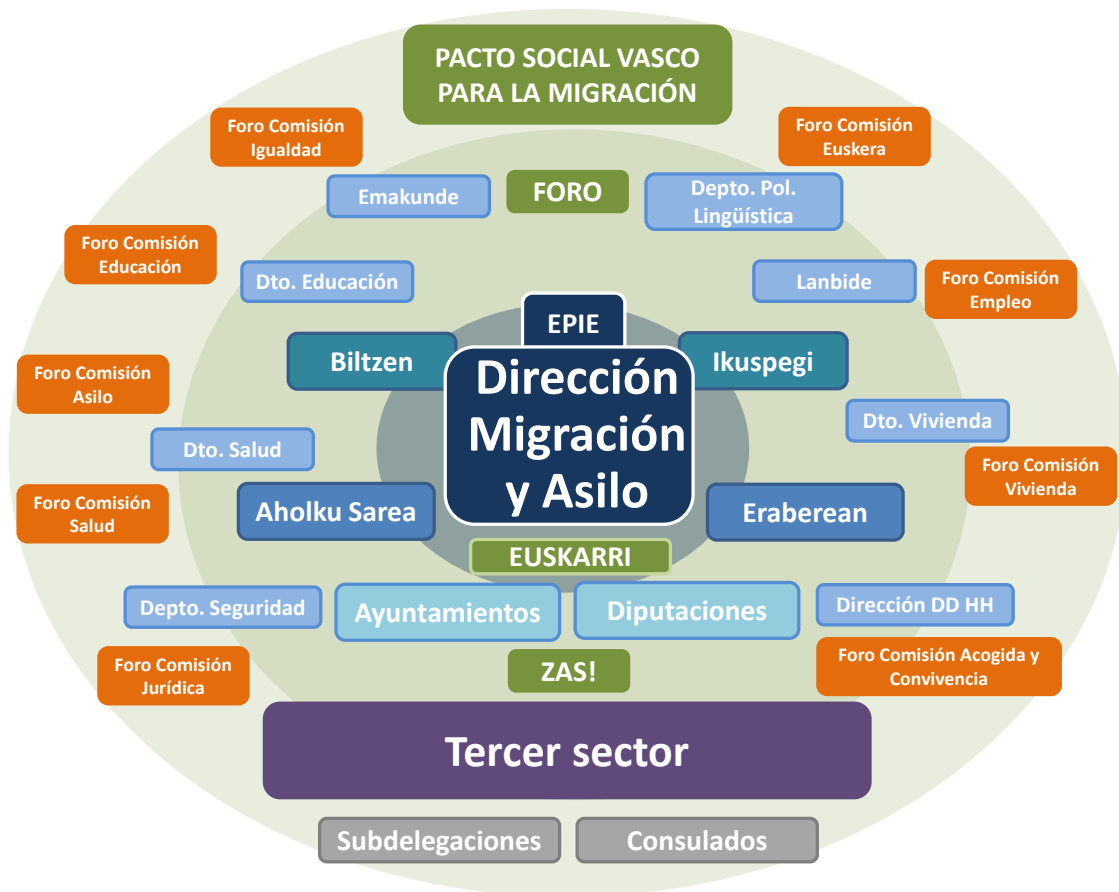 PACTO SOCIAL VASCO
PARA LA MIGRACIÓN
Foro Comisión
Igualdad
Foro Comisión
Euskera
Emakunde
FORO
Depto. Pol.
Lingüística
Foro Comisión
Educación
Dto. Educación
Lanbide
Foro Comisión
Empleo
EPIE
Biltzen
Ikuspegi
Dirección
Migración
y Asilo
Foro Comisión
Asilo
Dto. Vivienda
Dto. Salud
Foro Comisión
Vivienda
Foro Comisión
Salud
Aholku Sarea
Eraberean
EUSKARRI
Depto. Seguridad
Ayuntamientos
Diputaciones
Dirección DD HH
Foro Comisión
Jurídica
ZAS!
Foro Comisión Acogida y
Convivencia
Tercer sector
Subdelegaciones
Consulados